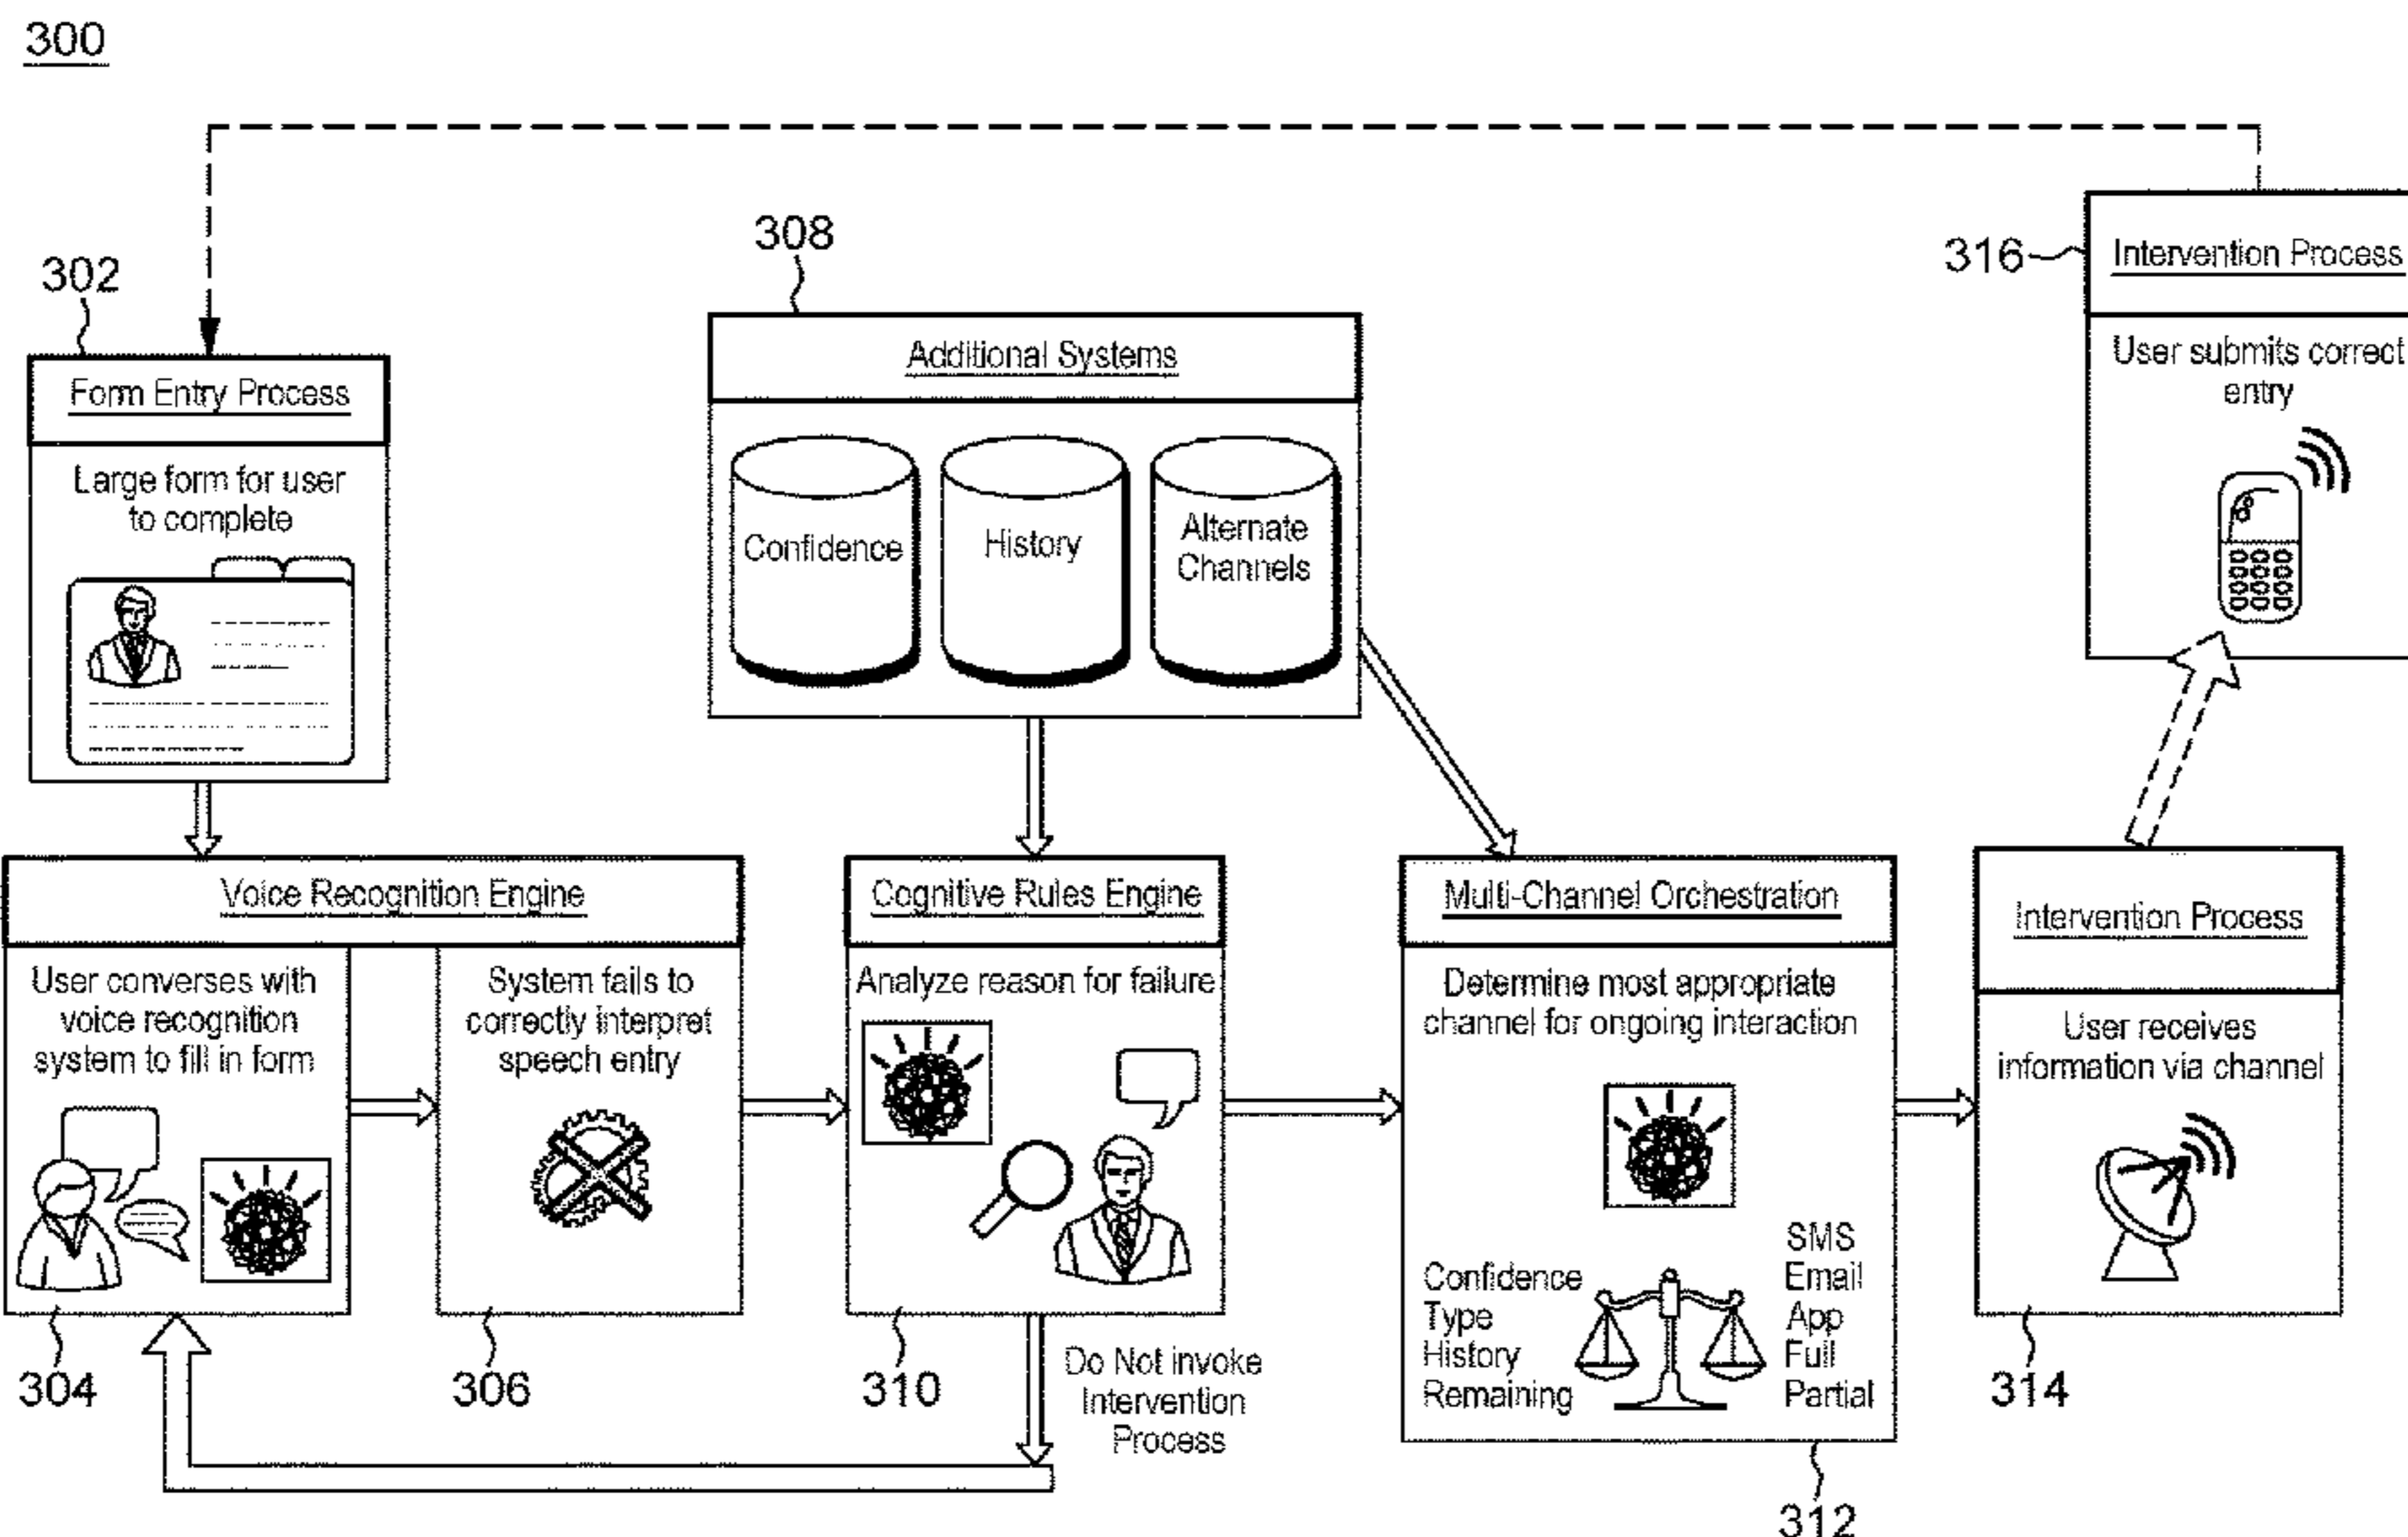 300
302
Form Entry Process
Large form for user
to complete
308
Additional Systems
Confidence
History
Alternate
Channels
316
Intervention Process
User submits correct
entry
Voice Recognition Engine
User converses with
voice recognition
system to fill in form
304
System fails to
correctly interpret
speech entry
306
Cognitive Rules Engine
Analyze reason for failure
310
Do Not invoke
Intervention
Process
Multi-Channel Orchestration
Determine most appropriate
channel for ongoing interaction
Confidence
Type
History
Remaining
SMS
Email
App
Full
Partial
312
Intervention Process
User receives
information via channel
314